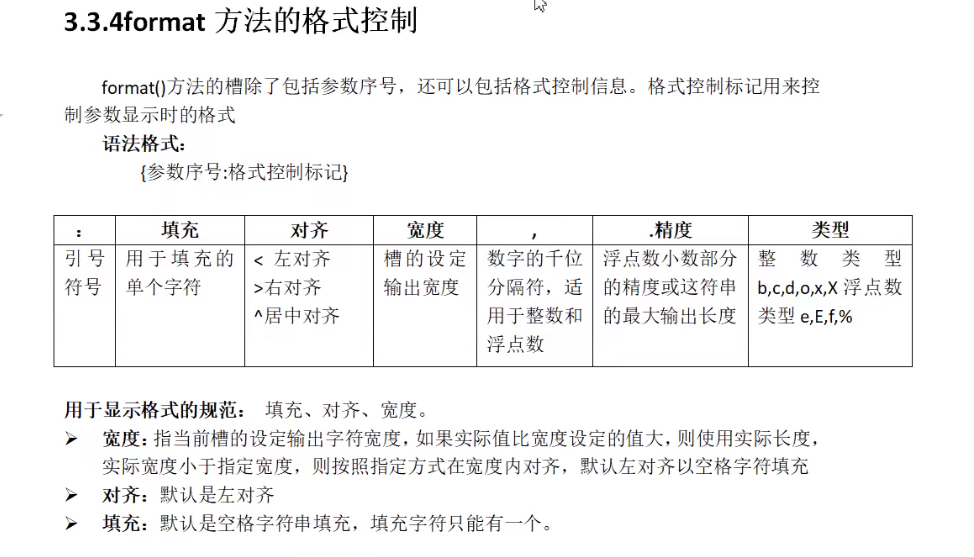 3.3.4format 方法的格式控制
format()方法的槽除了包括参数序号，还可以包括格式控制信息。格式控制标记用来控
制参数显示时的格式
语法格式：
{参数序号:格式控制标记}
： 填充 对齐 宽度 , .精度 类型
引号 用于填充的 < 左对齐 槽的设定 数字的千位 浮点数小数部分 整数类型
符号 单个字符 >右对齐 输出宽度 分隔符，适 的精度或这符串 b,c,d,o,x,X 浮点数
^居中对齐 用于整数和 的最大输出长度 类型 e,E,f,%
浮点数
用于显示格式的规范： 填充、对齐、宽度。
➢ 宽度：指当前槽的设定输出字符宽度，如果实际值比宽度设定的值大，则使用实际长度，
实际宽度小于指定宽度，则按照指定方式在宽度内对齐，默认左对齐以空格字符填充
➢ 对齐：默认是左对齐
➢ 填充：默认是空格字符串填充，填充字符只能有一个。